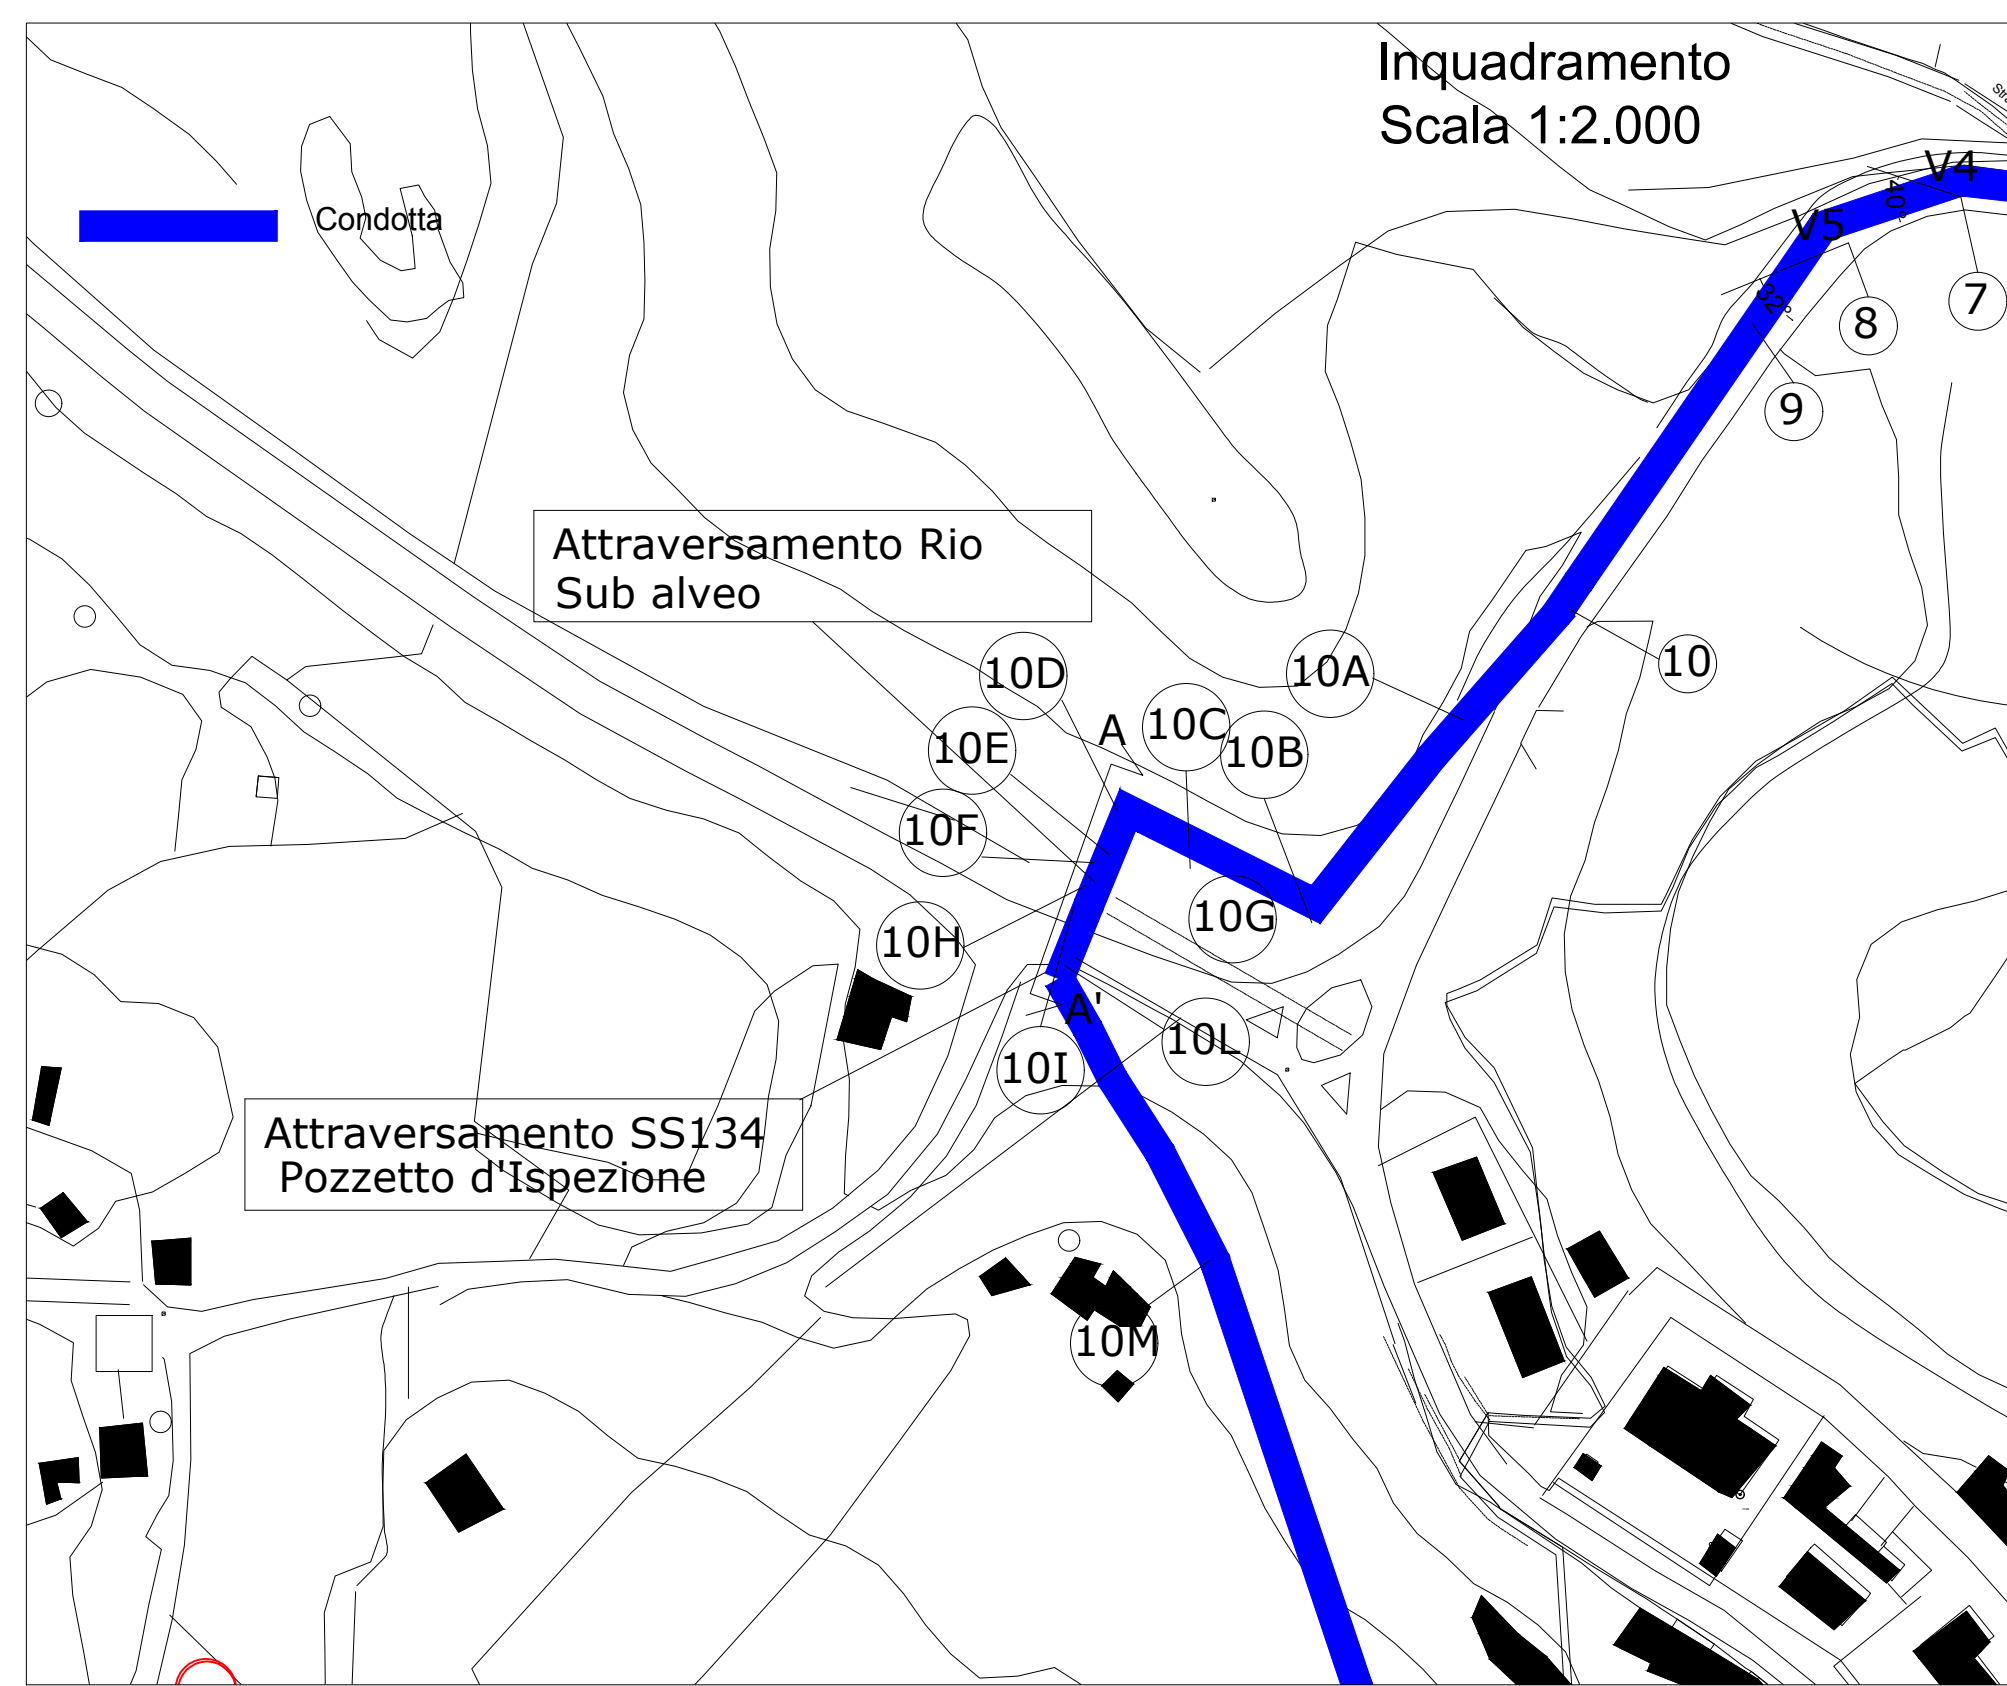 Inquadramento
Scala 1:2.000
V4
40°
Condotta
V5
7
32°
8
9
Attraversamento Rio
Sub alveo
10D
10A
10
A
10C
10E
10B
10F
10G
10H
A'
10L
10I
Attraversamento SS134
Pozzetto d'Ispezione
10M